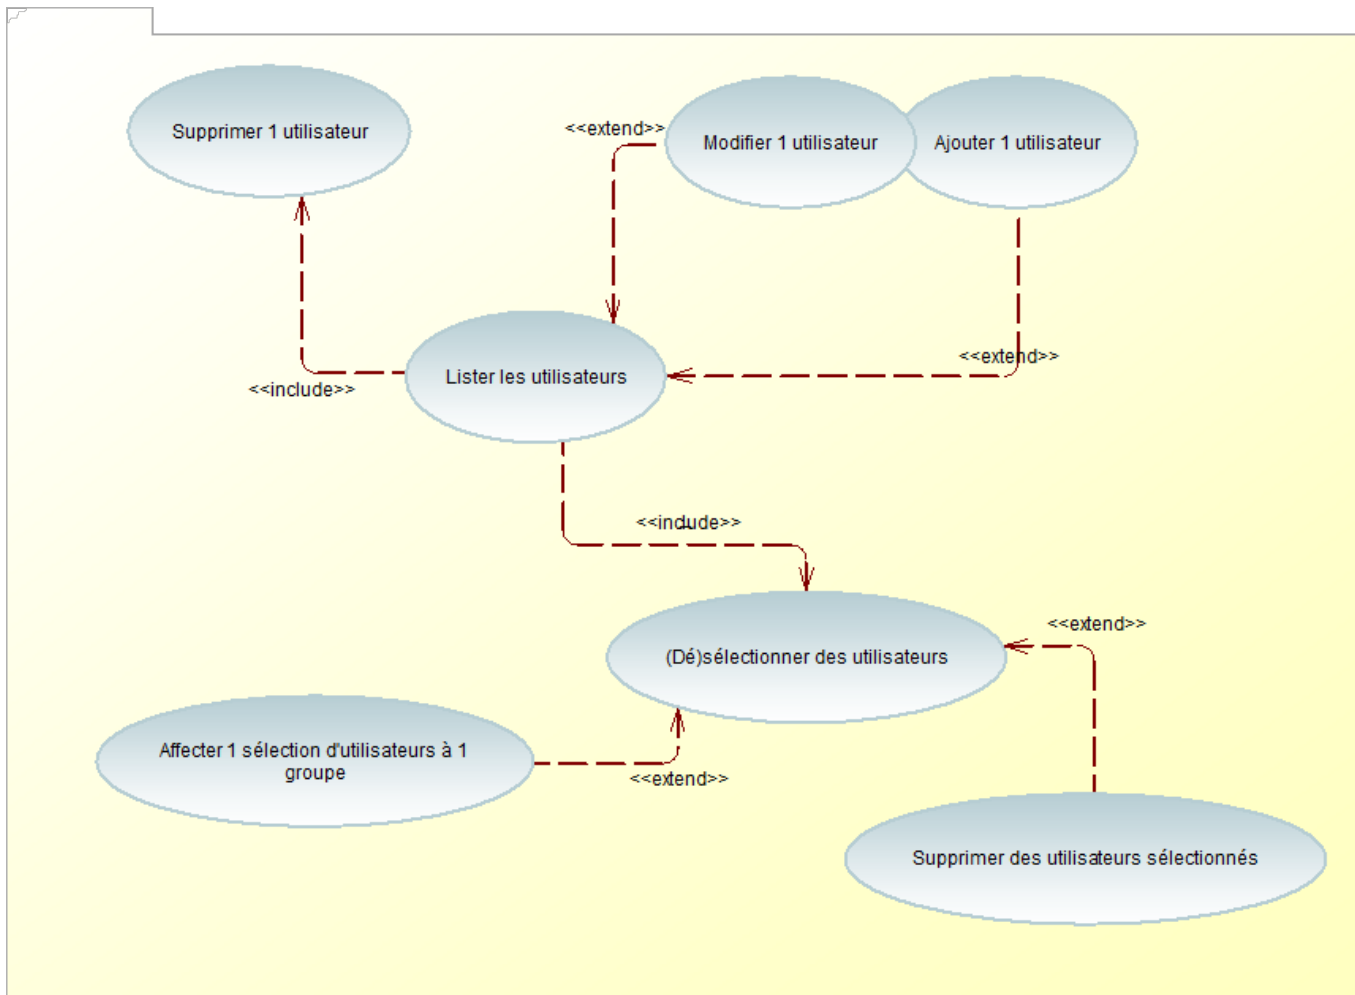 Supprimer 1 utilisateur
<<extend>>
Modifier 1 utilisateur
Ajouter 1 utilisateur
<<extend>>
Lister les utilisateurs
<<include>>
<<include>>
<<extend>>
(Dé)sélectionner des utilisateurs
Affecter 1 sélection d'utilisateurs à 1
groupe
<<extend>>
Supprimer des utilisateurs sélectionnés